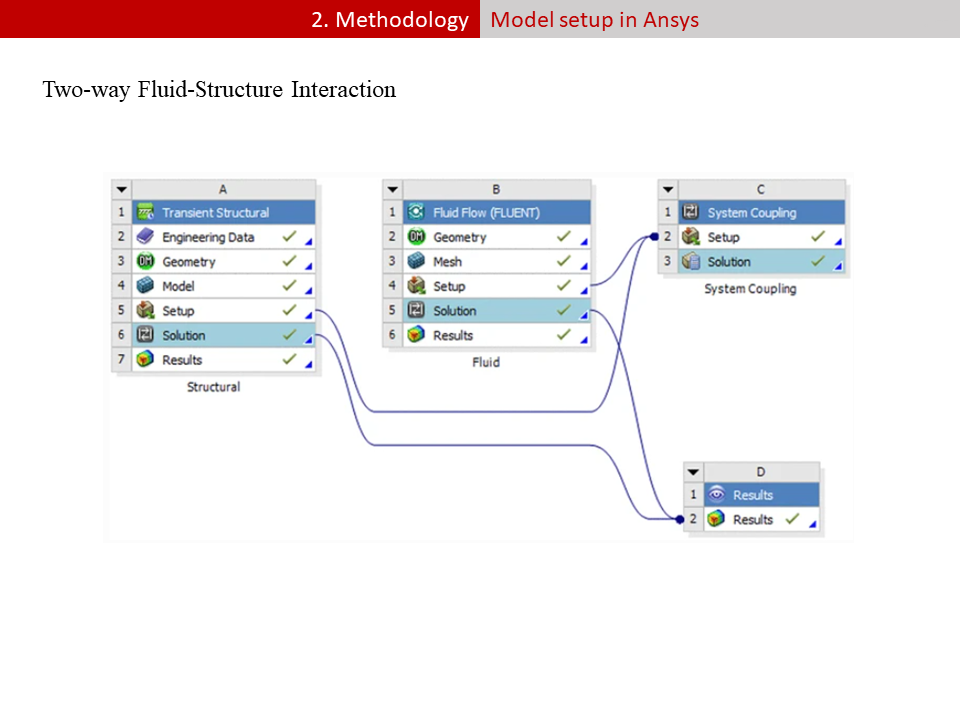 2. Methodology
Model setup in Ansys
Two-way Fluid-Structure Interaction
A
1 Transient Structural
2 Engineering Data
3 Geometry
4 Model
5 Setup
6 Solution
7 Results
Structural
B
1 Fluid Flow (FLUENT)
2 Geometry
3 Mesh
4 Setup
5 Solution
6 Results
Fluid
C
1 System Coupling
2 Setup
3 Solution
System Coupling
D
1 Results
2 Results